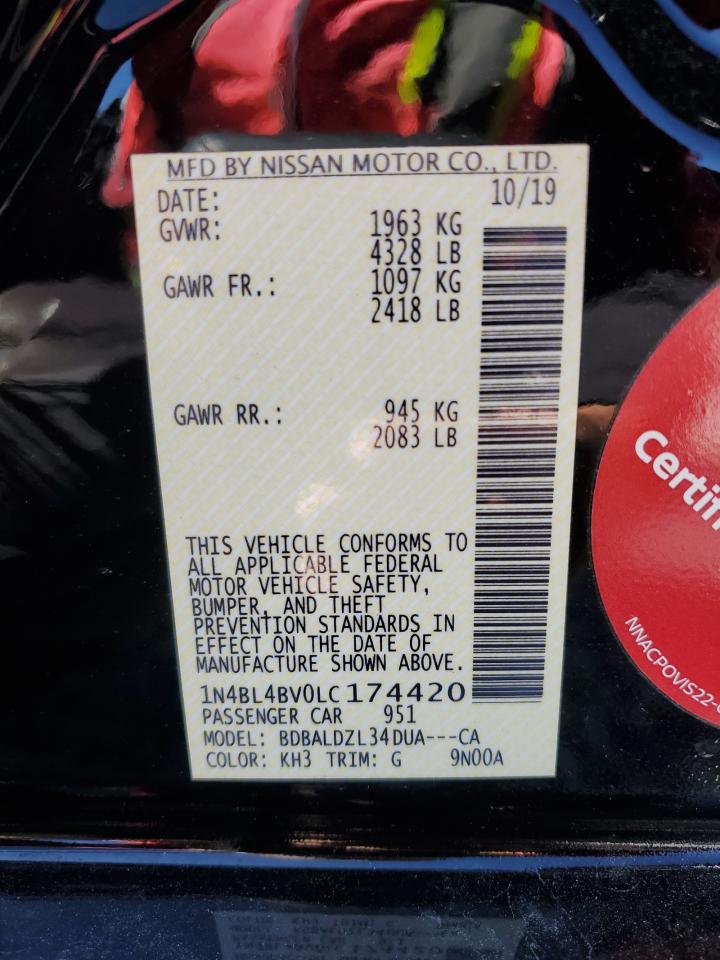 MFD BY NISSAN MOTOR CO., LTD.
DATE: 10/19
GVWR: 1963 KG
4328 LB
GAWR FR.: 1097 KG
2418 LB
GAWR RR.: 945 KG
2083 LB
THIS VEHICLE CONFORMS TO
ALL APPLICABLE FEDERAL
MOTOR VEHICLE SAFETY,
BUMPER, AND THEFT
PREVENTION STANDARDS IN
EFFECT ON THE DATE OF
MANUFACTURE SHOWN ABOVE.
1N4BL4BV0LC174420
PASSENGER CAR 951
MODEL: BDBALDZL34DUA---CA
COLOR: KH3 TRIM: G 9N00A
Certif
NNACPOVIS22-